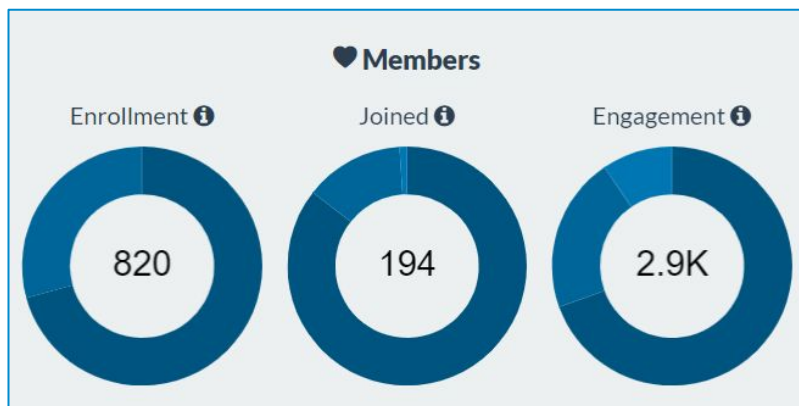 Members
Enrollment
Joined
Engagement
820
194
2.9K